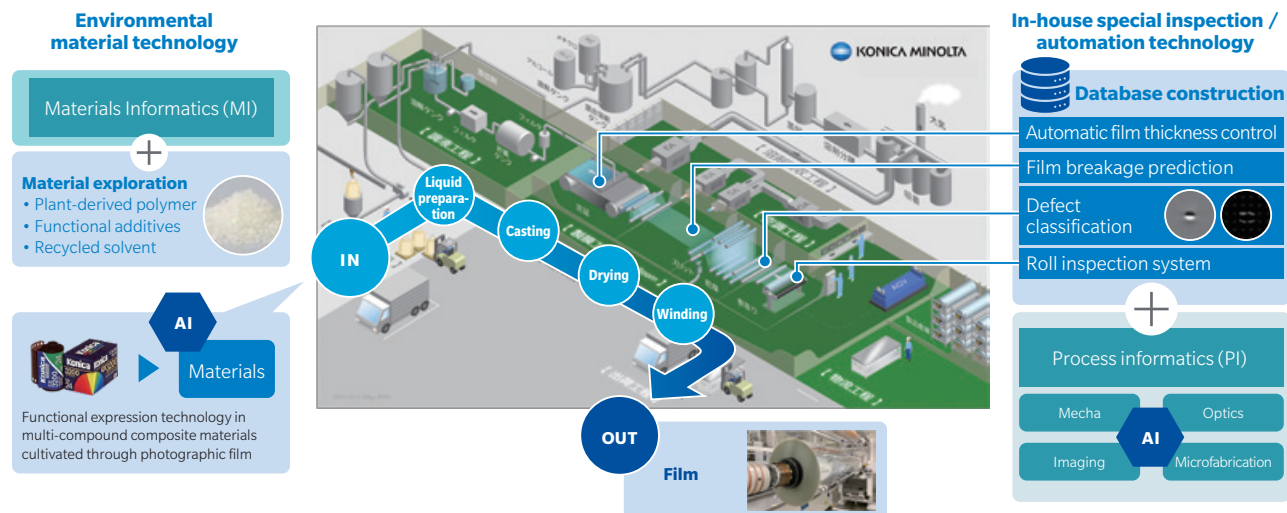 Environmental
material technology
Materials Informatics (MI)
+
Material exploration
• Plant-derived polymer
• Functional additives
• Recycled solvent
AI
Materials
Functional expression technology in
multi-compound composite materials
cultivated through photographic film
KONICA MINOLTA
IN
Liquid
prepara-
tion
Casting
Drying
Winding
OUT
Film
In-house special inspection /
automation technology
Database construction
Automatic film thickness control
Film breakage prediction
Defect
classification
Roll inspection system
+
Process informatics (PI)
Mecha
Optics
AI
Imaging
Microfabrication
Konica
AGV